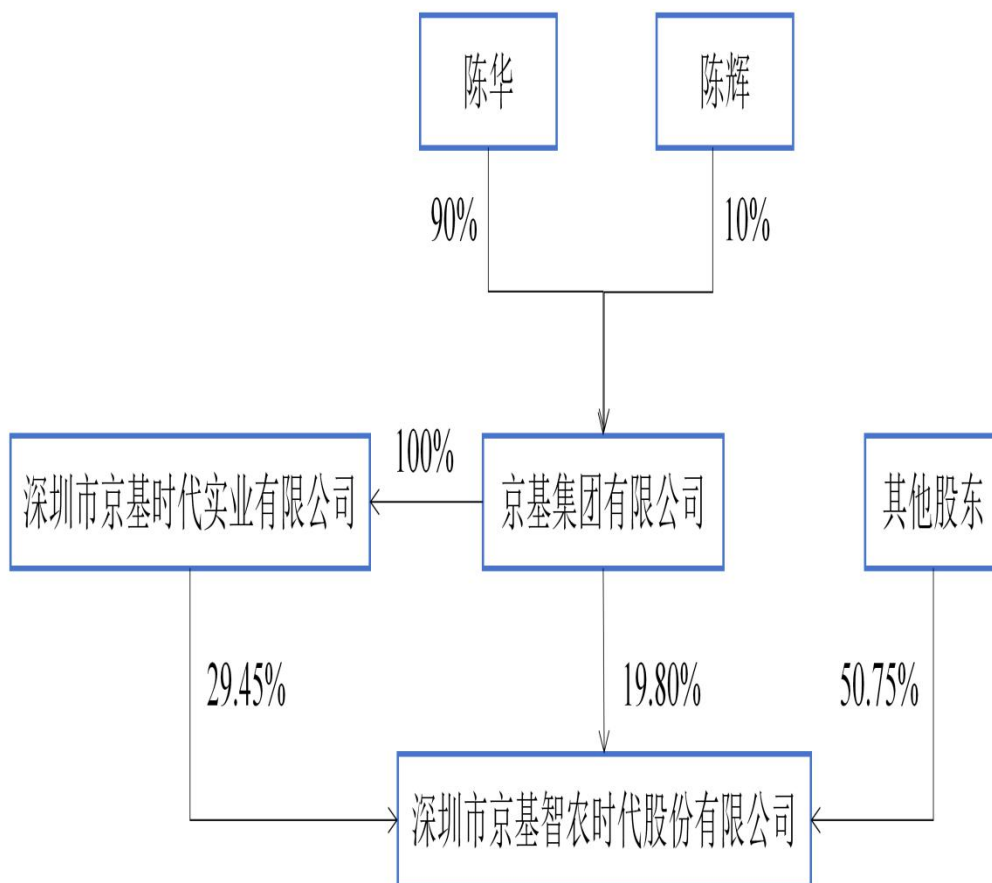 陈华
陈辉
90%
10%
100%
深圳市京基时代实业有限公司
京基集团有限公司
其他股东
29.45%
19.80%
50.75%
深圳市京基智农时代股份有限公司